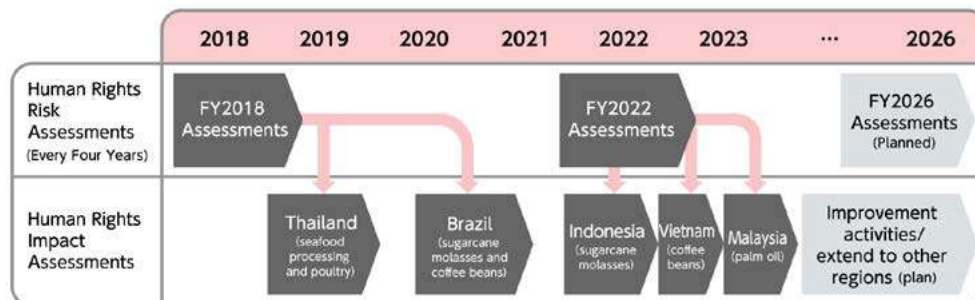 2018 2019 2020 2021 2022 2023 ... 2026
Human Rights
Risk
Assessments
(Every Four Years)
FY2018
Assessments
FY2022
Assessments
FY2026
Assessments
(Planned)
Human Rights
Impact
Assessments
Thailand
(seafood
processing
and poultry)
Brazil
(sugarcane
molasses and
coffee beans)
Indonesia
(sugarcane
molasses)
Vietnam
(coffee
beans)
Malaysia
(palm oil)
Improvement
activities/
extend to other
regions (plan)